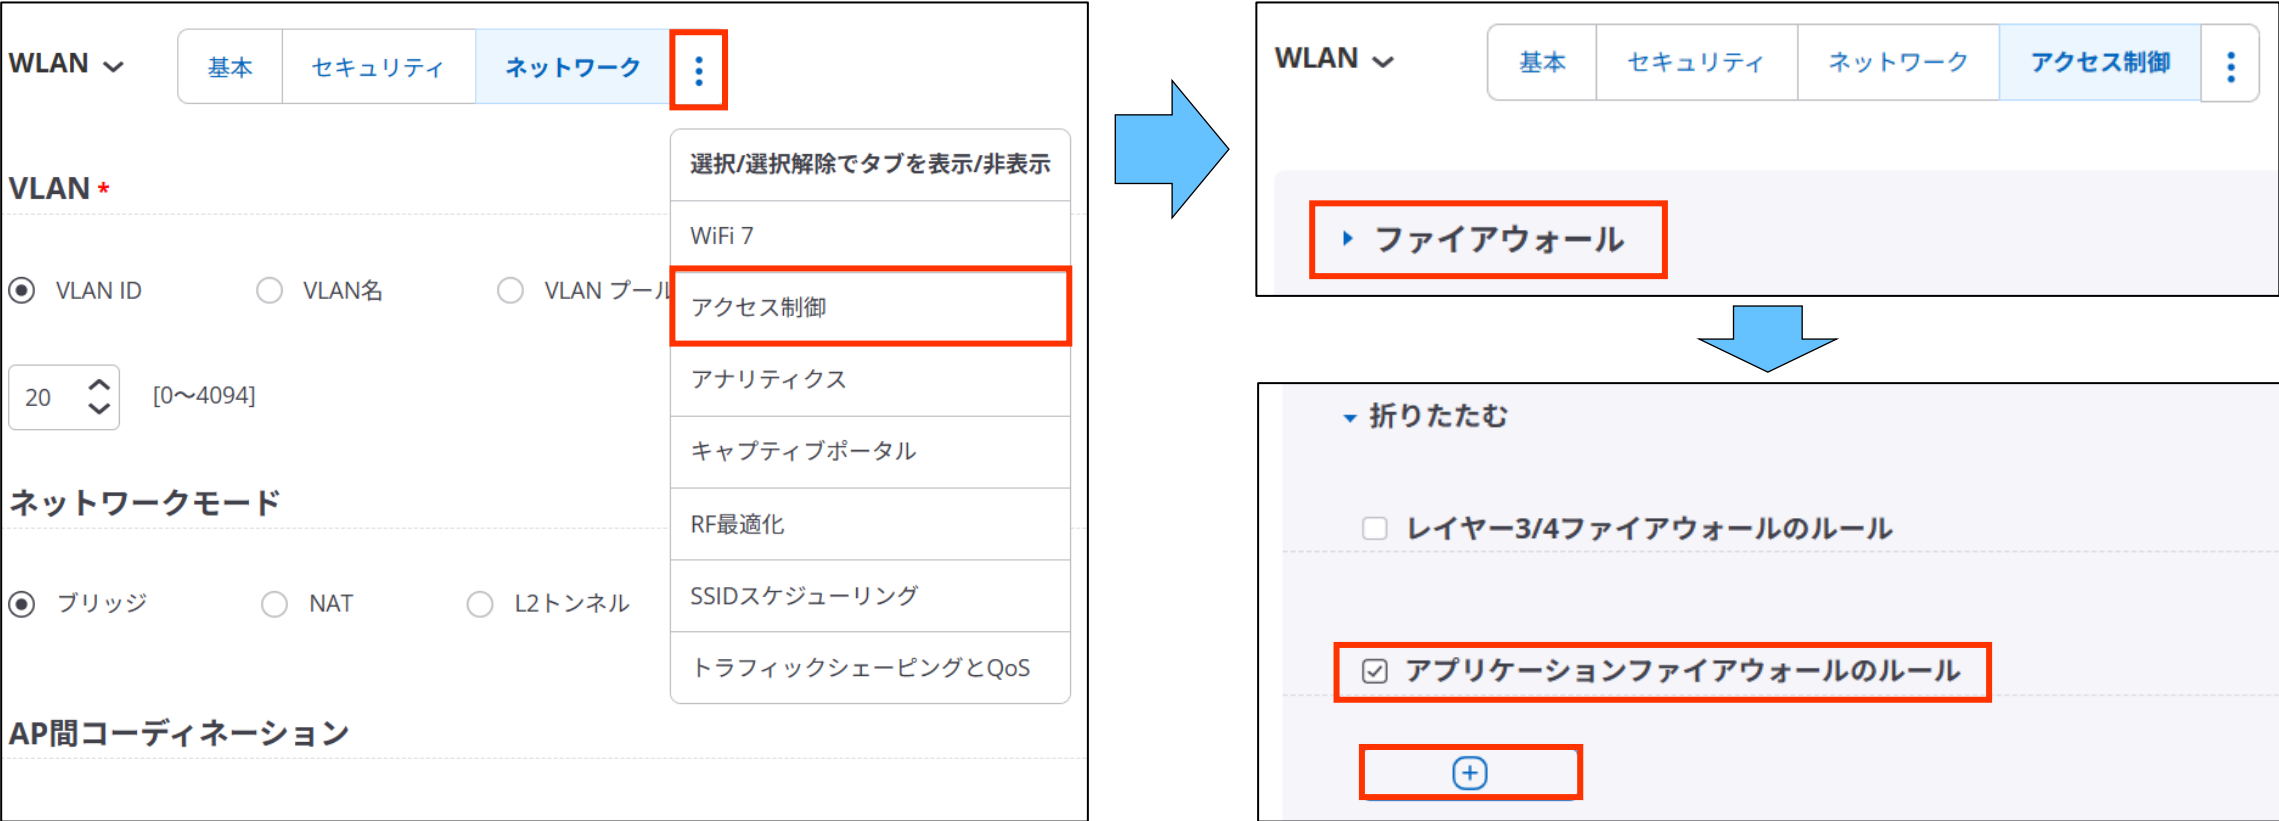 WLAN 基本 セキュリティ ネットワーク
選択/選択解除でタブを表示/非表示
VLAN *
WiFi 7
VLAN ID VLAN名 VLAN プール
アクセス制御
アナリティクス
20 [0～4094]
キャプティブポータル
ネットワークモード
RF最適化
SSIDスケジューリング
ブリッジ NAT L2トンネル
トラフィックシェーピングとQoS
AP間コーディネーション
WLAN 基本 セキュリティ ネットワーク アクセス制御
ファイアウォール
折りたたむ
レイヤー3/4ファイアウォールのルール
アプリケーションファイアウォールのルール